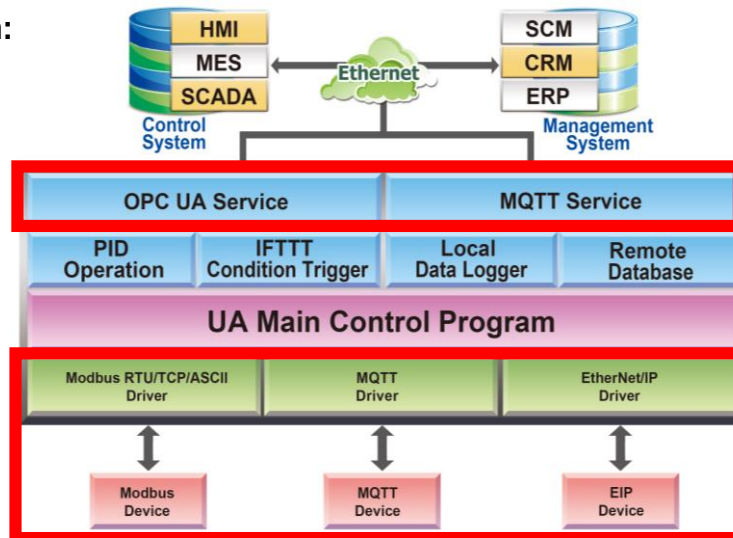 :
HMI
MES
SCADA
Control
System
Ethernet
SCM
CRM
ERP
Management
System
OPC UA Service
MQTT Service
PID
Operation
IFTTT
Condition Trigger
Local
Data Logger
Remote
Database
UA Main Control Program
Modbus RTU/TCP/ASCII
Driver
MQTT
Driver
EtherNet/IP
Driver
Modbus
Device
MQTT
Device
EIP
Device